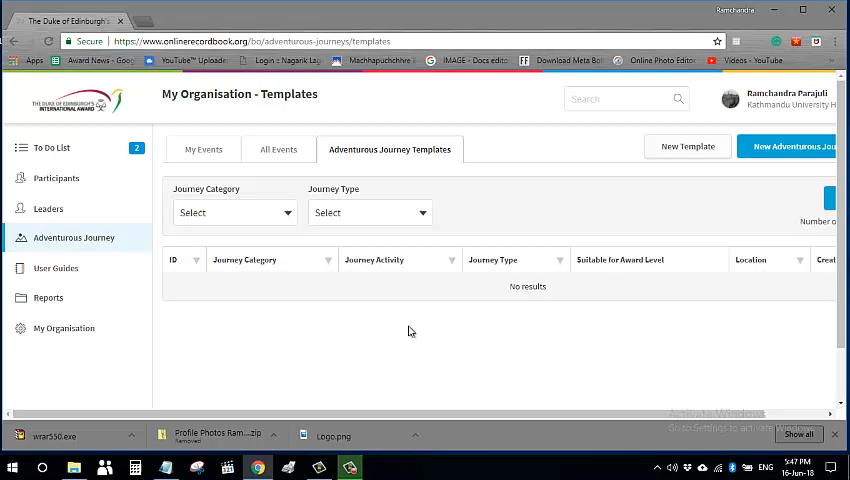 The Duke of Edinburgh's
Ramchandra
Secure
https://www.onlinerecordbook.org/bo/adventurous-journeys/templates
Apps
Award News - Goog
YouTube™ Uploader
Login :: Nagarik Lag
Machhapuchchhre
IMAGE - Docs editor
Download Meta Bol
Online Photo Editor
Videos - YouTube
THE DUKE OF EDINBURGH'S
INTERNATIONAL AWARD
My Organisation - Templates
Search
Ramchandra Parajuli
Kathmandu University H
To Do List
2
Participants
Leaders
Adventurous Journey
User Guides
Reports
My Organisation
My Events
All Events
Adventurous Journey Templates
New Template
New Adventurous Jou
Journey Category
Journey Type
Select
Select
Number o
ID
Journey Category
Journey Activity
Journey Type
Suitable for Award Level
Location
Creat
No results
Activate Windows
Go to Settings to activate Windows.
wrar550.exe
Profile Photos Ram....zip
Removed
Logo.png
Show all
ENG
5:47 PM
16-Jun-18